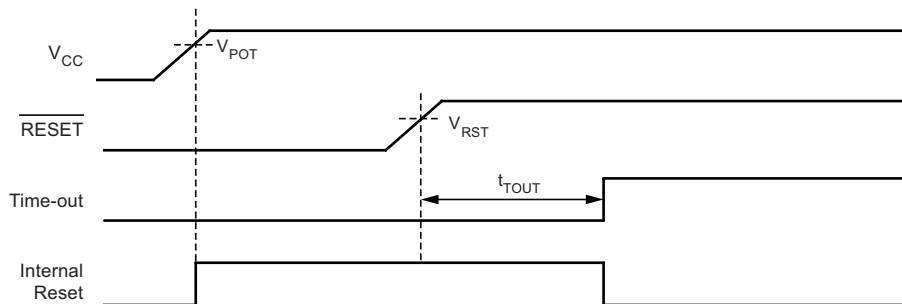 V_CC
V_POT
RESET
V_RST
t_TOUT
Time-out
Internal
Reset